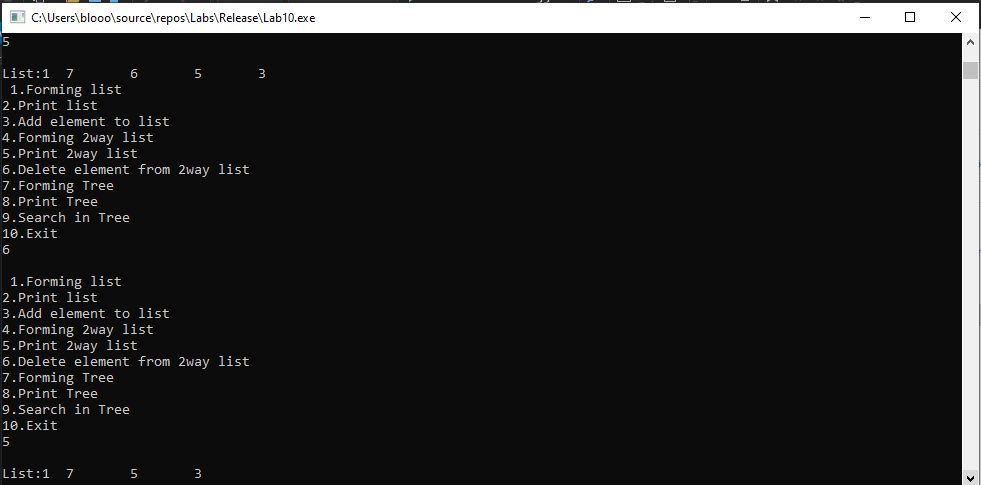 C:\Users\blooo\source\repos\Labs\Release\Lab10.exe
5
List:1  7       6       5       3
 1.Forming list
2.Print list
3.Add element to list
4.Forming 2way list
5.Print 2way list
6.Delete element from 2way list
7.Forming Tree
8.Print Tree
9.Search in Tree
10.Exit
6
 1.Forming list
2.Print list
3.Add element to list
4.Forming 2way list
5.Print 2way list
6.Delete element from 2way list
7.Forming Tree
8.Print Tree
9.Search in Tree
10.Exit
5
List:1  7       5       3